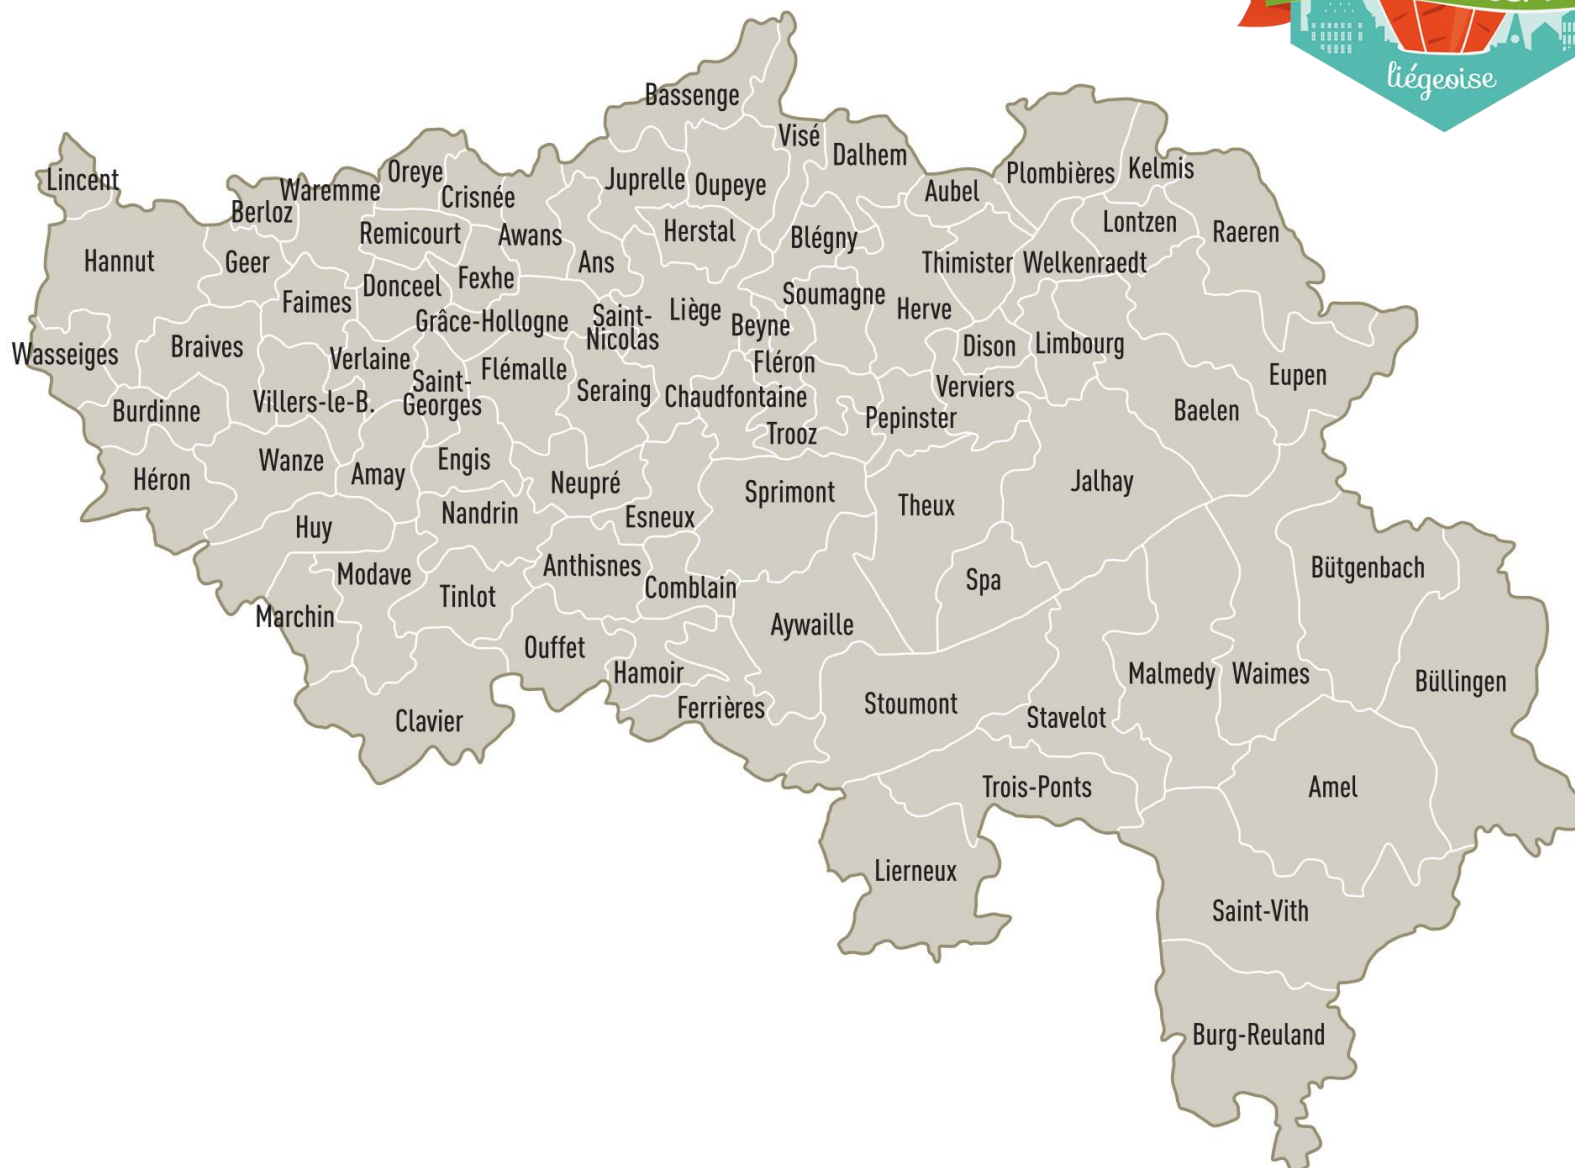 liégeoise
Bassenge
Visé
Dalhem
Lincent
Waremme
Oreye
Crisnée
Juprelle
Oupeye
Aubel
Plombières
Kelmis
Berloz
Remicourt
Awans
Herstal
Blégny
Lontzen
Raeren
Hannut
Geer
Faimes
Donceel
Fexhe
Ans
Thimister
Welkenraedt
Grâce-Hollogne
Saint-
Nicolas
Liège
Beyne
Soumagne
Herve
Wasseiges
Braives
Verlaine
Saint-
Georges
Flémalle
Fléron
Dison
Limbourg
Eupen
Burdinne
Villers-le-B.
Seraing
Chaudfontaine
Verviers
Baelen
Trooz
Pepinster
Héron
Wanze
Amay
Engis
Neupré
Sprimont
Theux
Jalhay
Huy
Nandrin
Esneux
Modave
Tinlot
Anthisnes
Comblain
Spa
Bütgenbach
Marchin
Ouffet
Aywaille
Hamoir
Malmedy
Waimes
Büllingen
Clavier
Ferrières
Stoumont
Stavelot
Trois-Ponts
Amel
Lierneux
Saint-Vith
Burg-Reuland